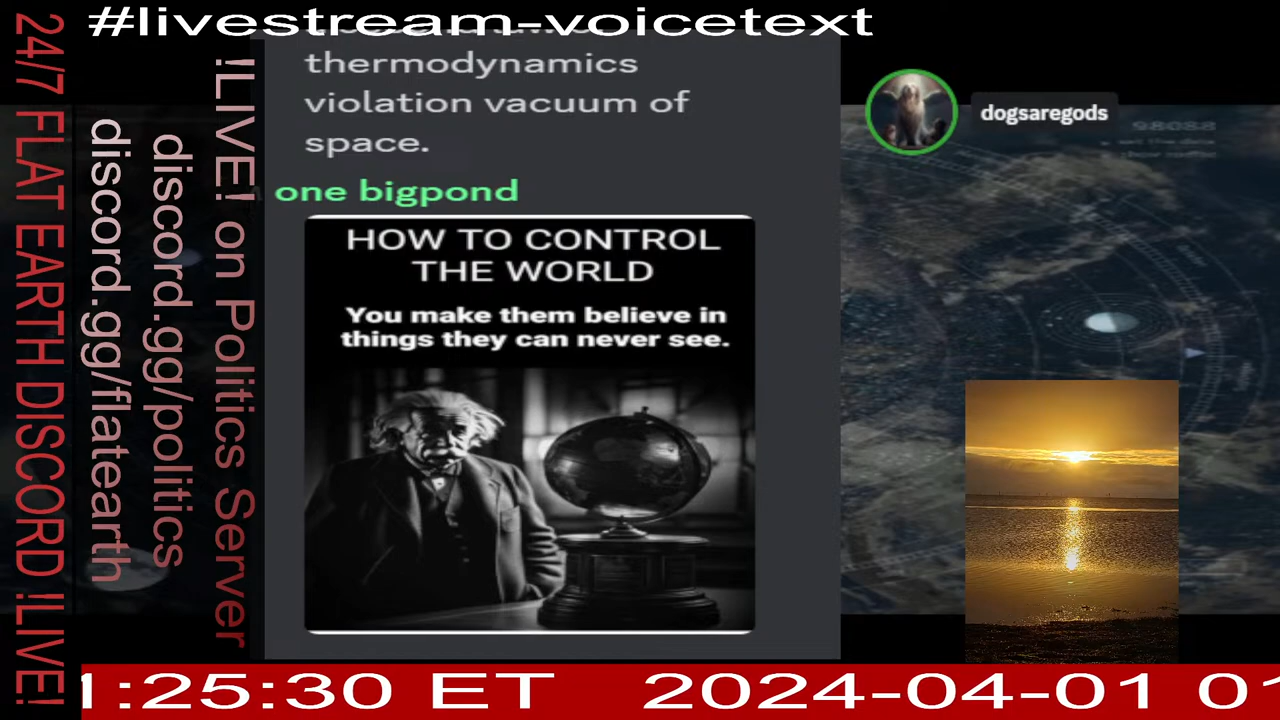 #livestream-voicetext
24/7 FLAT EARTH DISCORD !LIVE!
discord.gg/flatearth
discord.gg/politics
!LIVE! on Politics Server
thermodynamics
violation vacuum of
space.
one bigpond
HOW TO CONTROL
THE WORLD
You make them believe in
things they can never see.
dogsaregods
98088
1:25:30 ET 2024-04-01 01